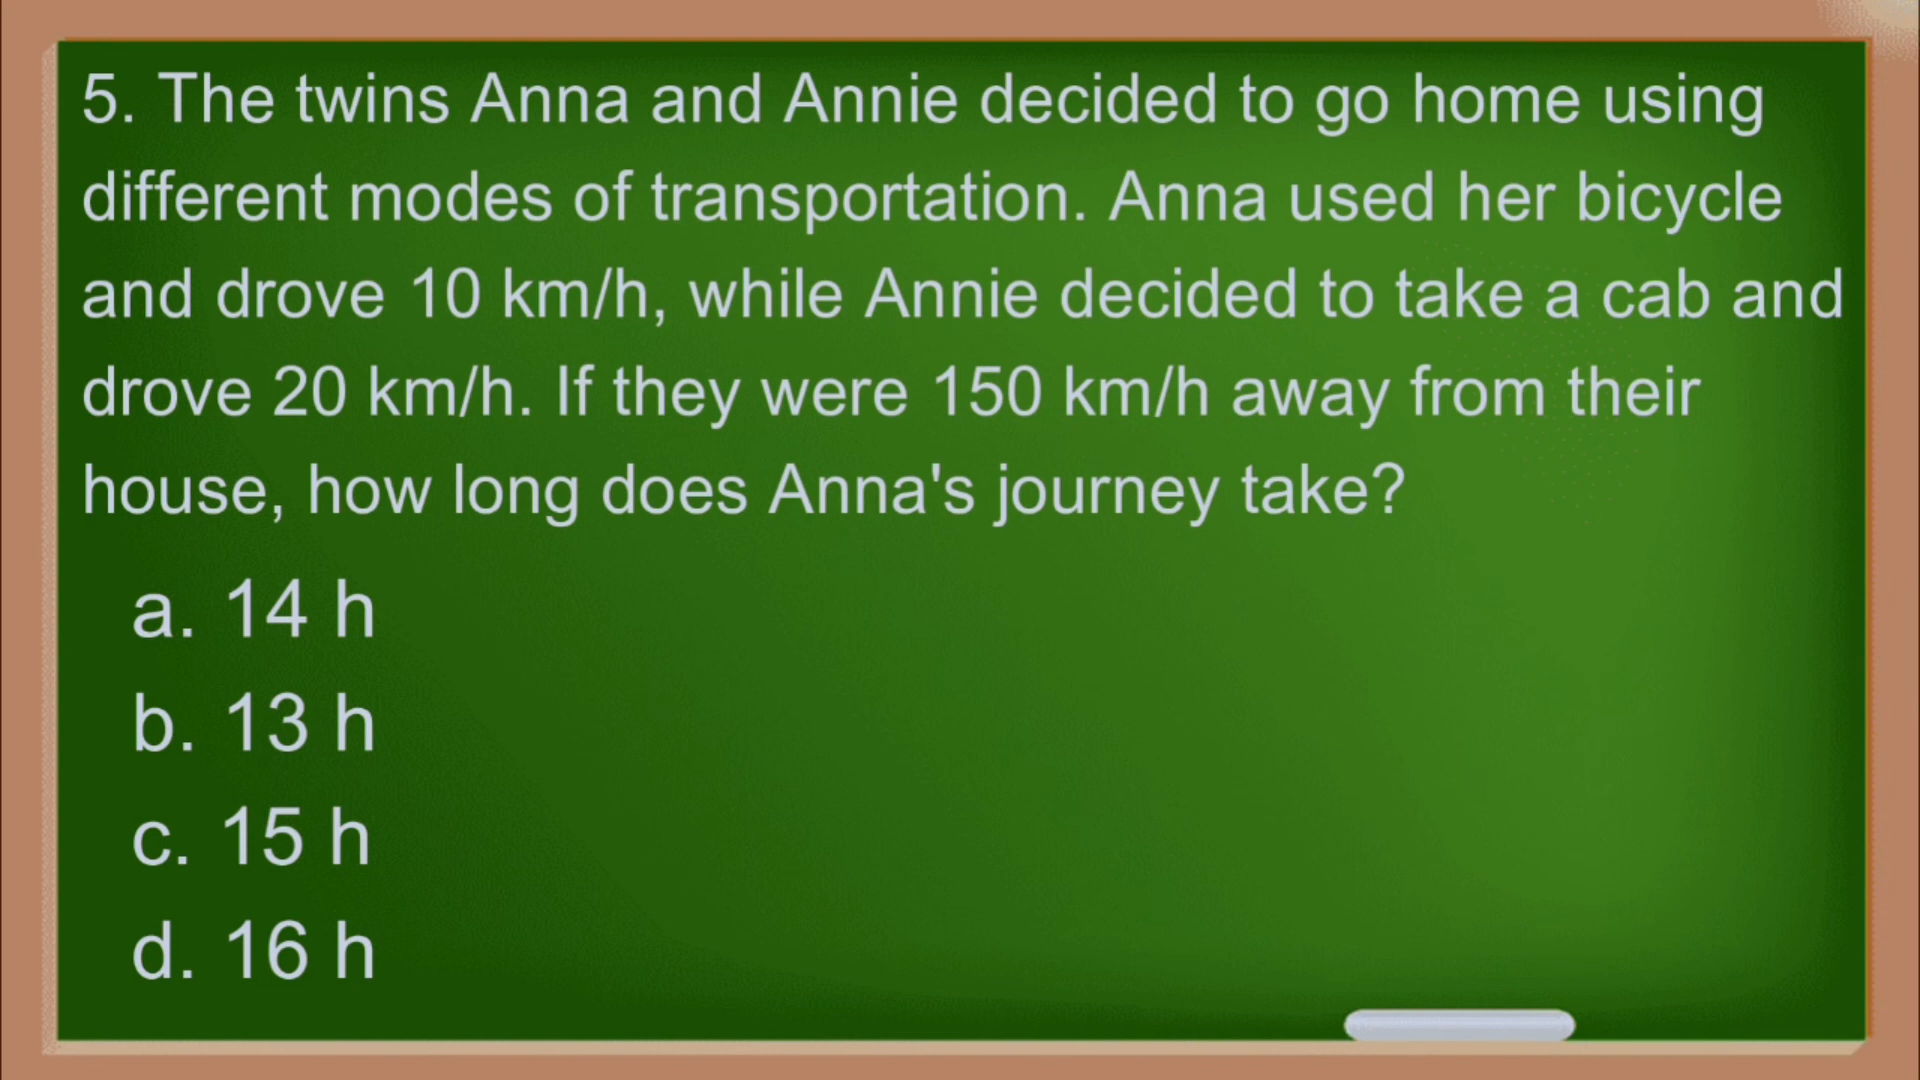 5. The twins Anna and Annie decided to go home using
different modes of transportation. Anna used her bicycle
and drove 10 km/h, while Annie decided to take a cab and
drove 20 km/h. If they were 150 km/h away from their
house, how long does Anna's journey take?
a. 14 h
b. 13 h
c. 15 h
d. 16 h